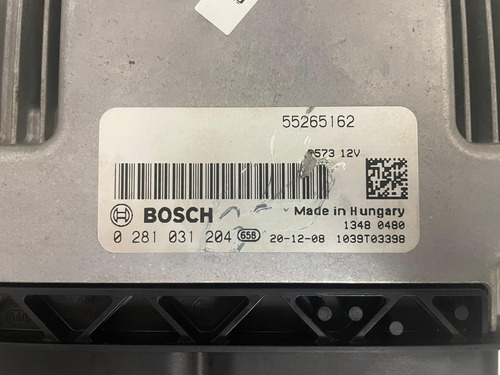 55265162
573 12V
BOSCH
Made in Hungary
1348 0480
0 281 031 204 658 20-12-08 1039T03398